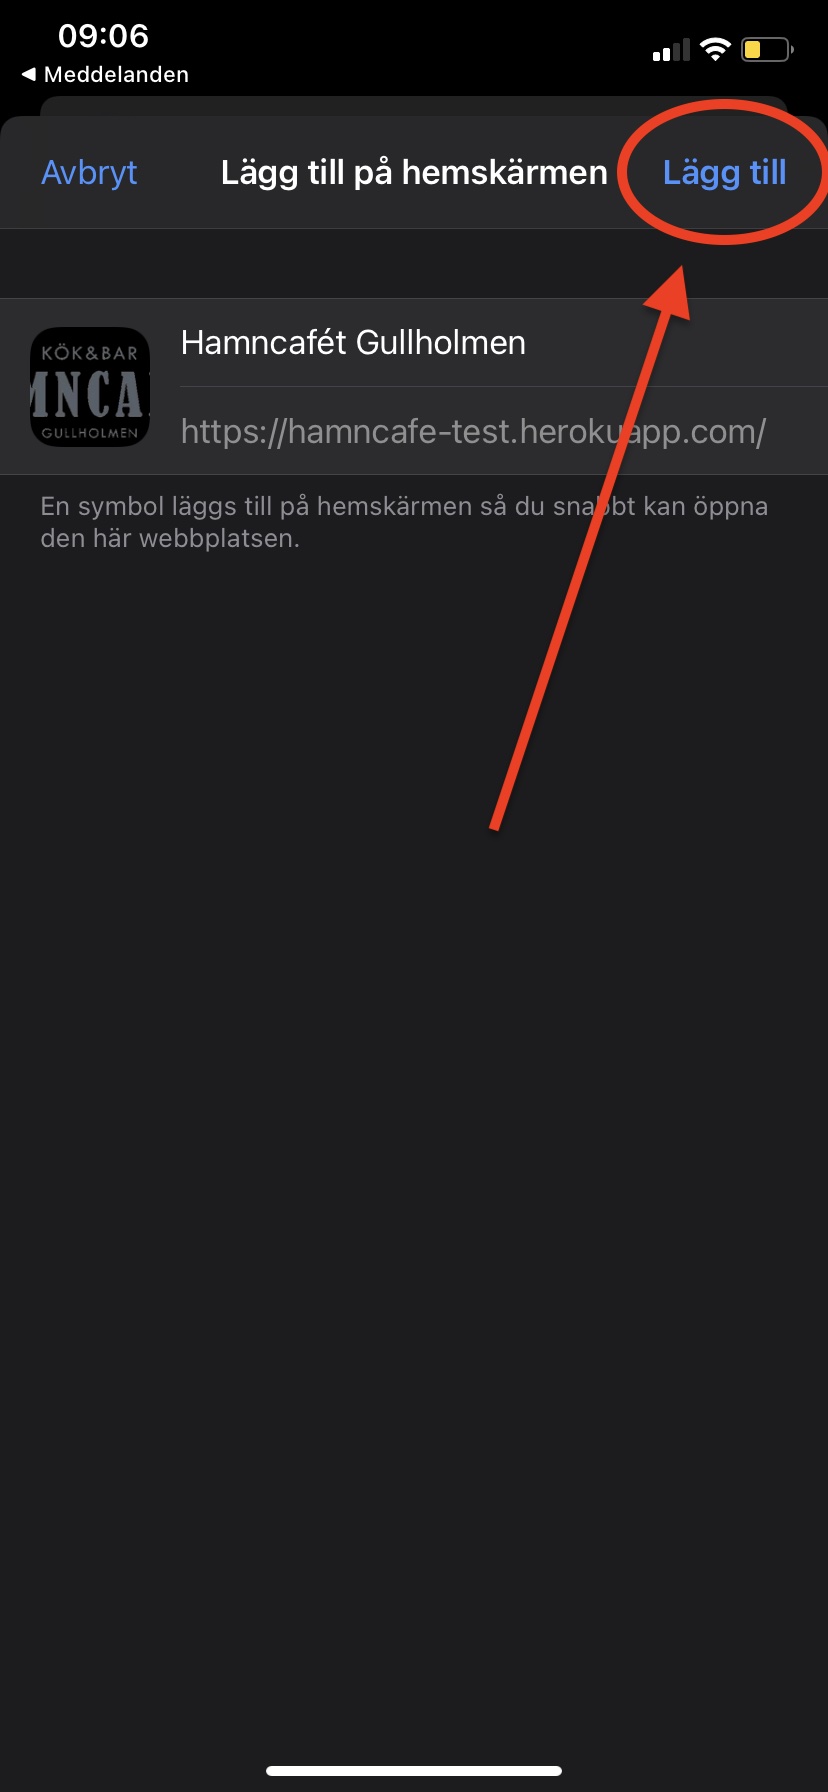 09:06
◀ Meddelanden
Avbryt
Lägg till på hemskärmen
Lägg till
KÖK&BAR
MNCA
GULLHOLMEN
Hamncafét Gullholmen
https://hamncafe-test.herokuapp.com/
En symbol läggs till på hemskärmen så du snabbt kan öppna
den här webbplatsen.